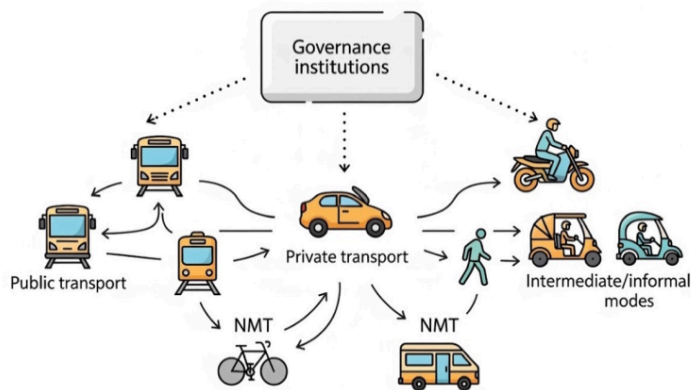 Governance
institutions
Public transport
Private transport
Intermediate/informal
modes
NMT
NMT